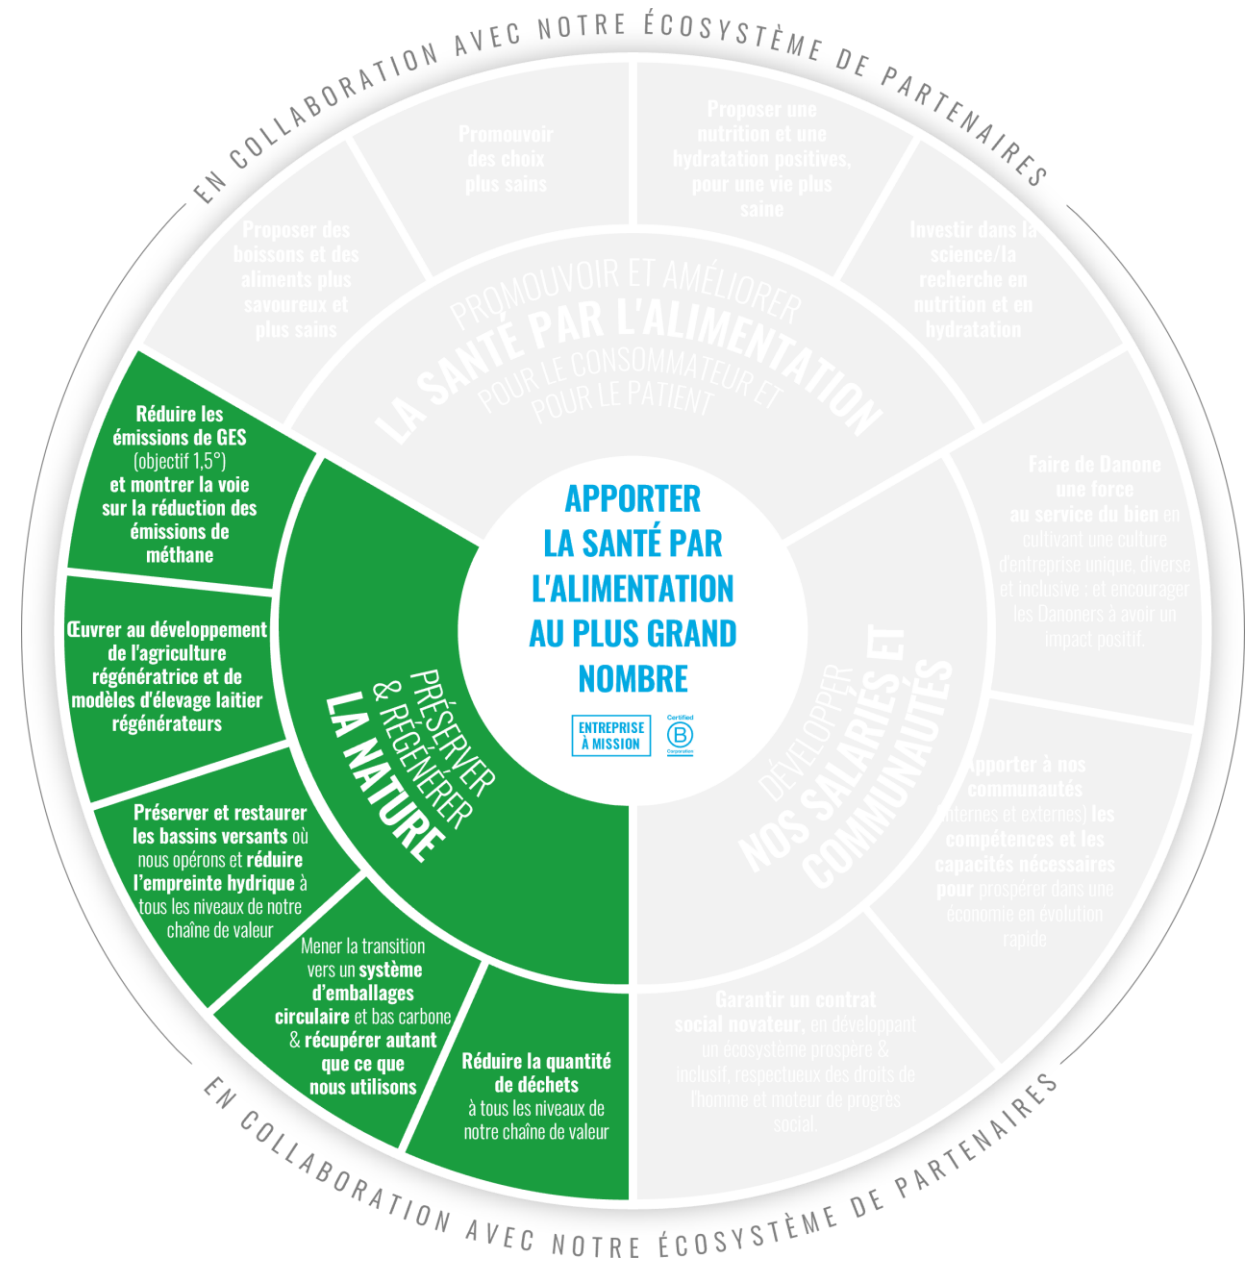 EN COLLABORATION AVEC NOTRE ÉCOSYSTÈME DE PARTENAIRES
Proposer des
boissons et des
aliments plus
savoureux et
plus sains
Promouvoir
des choix
plus sains
Proposer une
nutrition et une
hydratation positives,
pour une vie plus
saine
Investir dans la
science/la
recherche en
nutrition et en
hydratation
PROMOUVOIR ET AMÉLIORER
LA SANTÉ PAR L'ALIMENTATION
POUR LE CONSOMMATEUR ET
POUR LE PATIENT
Réduire les
émissions de GES
(objectif 1,5°)
et montrer la voie
sur la réduction des
émissions de
méthane
Œuvrer au développement
de l'agriculture
régénératrice et de
modèles d'élevage laitier
régénérateurs
Préserver et restaurer
les bassins versants où
nous opérons et réduire
l’empreinte hydrique à
tous les niveaux de notre
chaîne de valeur
Mener la transition
vers un système
d’emballages
circulaire et bas carbone
& récupérer autant
que ce que
nous utilisons
Réduire la quantité
de déchets
à tous les niveaux de
notre chaîne de valeur
PRÉSERVER
& RÉGÉNÉRER
LA NATURE
APPORTER
LA SANTÉ PAR
L'ALIMENTATION
AU PLUS GRAND
NOMBRE
ENTREPRISE
À MISSION
Certified
B
Corporation
DÉVELOPPER
NOS SALARIÉS ET
COMMUNAUTÉS
Faire de Danone
une force
au service du bien en
cultivant une culture
d'entreprise unique, diverse
et inclusive ; et encourager
les Danoners à avoir un
impact positif.
Apporter à nos
communautés
(internes et externes) les
compétences et les
capacités nécessaires
pour prospérer dans une
économie en évolution
rapide
Garantir un contrat
social novateur, en développant
un écosystème prospère &
inclusif, respectueux des droits de
l'homme et moteur de progrès
social.
EN COLLABORATION AVEC NOTRE ÉCOSYSTÈME DE PARTENAIRES